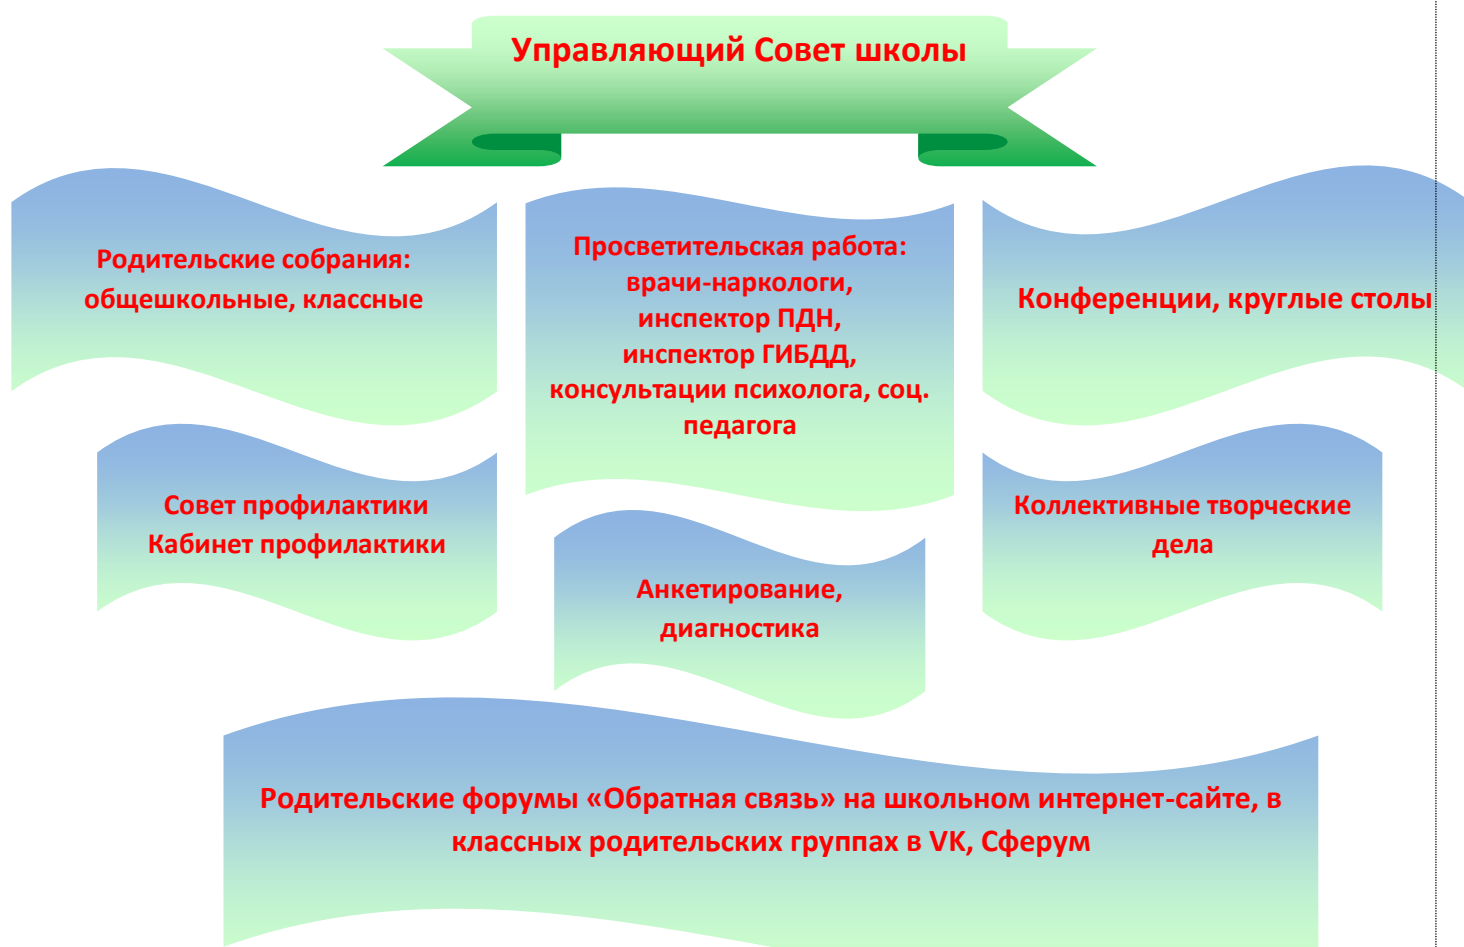 Управляющий Совет школы
Родительские собрания:
общешкольные, классные
Просветительская работа:
врачи-наркологи,
инспектор ПДН,
инспектор ГИБДД,
консультации психолога, соц.
педагога
Конференции, круглые столы
Совет профилактики
Кабинет профилактики
Анкетирование,
диагностика
Коллективные творческие
дела
Родительские форумы «Обратная связь» на школьном интернет-сайте, в
классных родительских группах в VK, Сферум